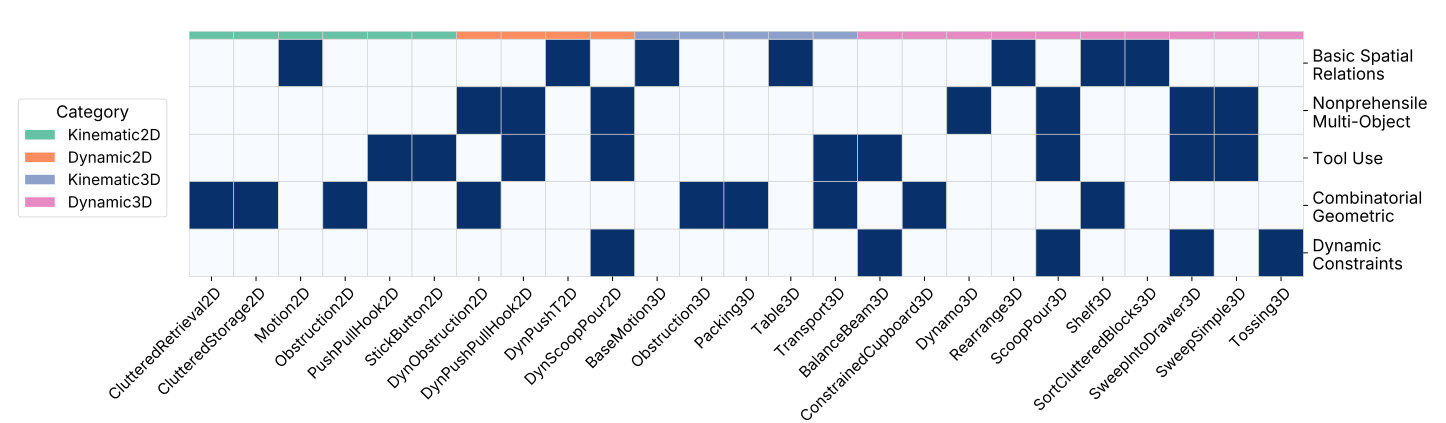 Category
Kinematic2D
Dynamic2D
Kinematic3D
Dynamic3D
Basic Spatial
Relations
Nonprehensile
Multi-Object
Tool Use
Combinatorial
Geometric
Dynamic
Constraints
ClutteredRetrieval2D
ClutteredStorage2D
Motion2D
Obstruction2D
PushPullHook2D
StickButton2D
DynObstruction2D
DynPushPullHook2D
DynPushT2D
DynScoopPour2D
BaseMotion3D
Obstruction3D
Packing3D
Table3D
Transport3D
BalanceBeam3D
ConstrainedCupboard3D
Dynamo3D
Rearrange3D
ScoopPour3D
Shelf3D
SortClutteredBlocks3D
SweepIntoDrawer3D
SweepSimple3D
Tossing3D